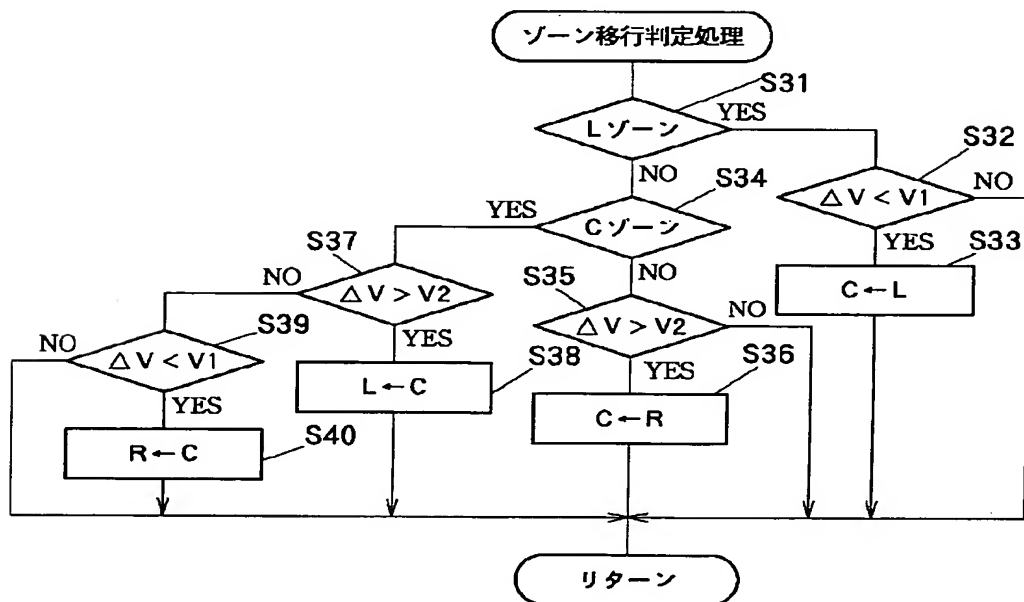 ゾーン移行判定処理
S31
Lゾーン
YES
NO
S32
△V<V1
NO
YES
S33
C←L
S34
Cゾーン
YES
NO
S37
△V>V2
NO
YES
S38
L←C
S35
△V>V2
NO
YES
S36
C←R
S39
△V<V1
NO
YES
S40
R←C
リターン